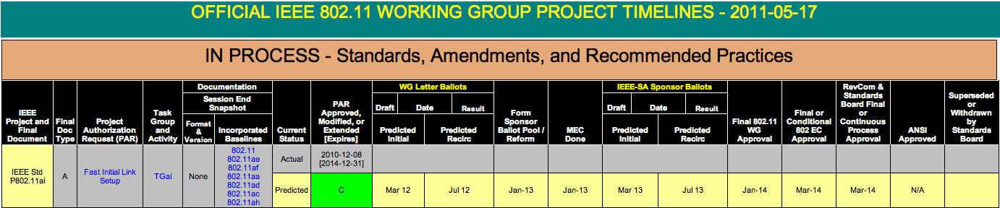 OFFICIAL IEEE 802.11 WORKING GROUP PROJECT TIMELINES - 2011-05-17
IN PROCESS - Standards, Amendments, and Recommended Practices
IEEE
Project and
Final
Document
Final
Doc
Type
Project
Authorization
Request (PAR)
Task
Group
and
Activity
Documentation
Session End
Snapshot
Format
&
Version
Incorporated
Baselines
Current
Status
PAR
Approved,
Modified, or
Extended
[Expires]
WG Letter Ballots
Draft
Date
Result
Predicted
Initial
Predicted
Recirc
Form
Sponsor
Ballot Pool /
Reform
MEC
Done
IEEE-SA Sponsor Ballots
Draft
Date
Result
Predicted
Initial
Predicted
Recirc
Final 802.11
WG
Approval
Final or
Conditional
802 EC
Approval
RevCom &
Standards
Board Final
or
Continuous
Process
Approval
ANSI
Approved
Superseded
or
Withdrawn
by
Standards
Board
IEEE Std
P802.11ai
A
Fast Initial Link
Setup
TGai
None
802.11
802.11ae
802.11af
802.11aa
802.11ad
802.11ac
802.11ah
Actual
2010-12-08
[2014-12-31]
Predicted
C
Mar 12
Jul 12
Jan-13
Jan-13
Mar 13
Jul 13
Jan-14
Mar-14
Mar-14
N/A